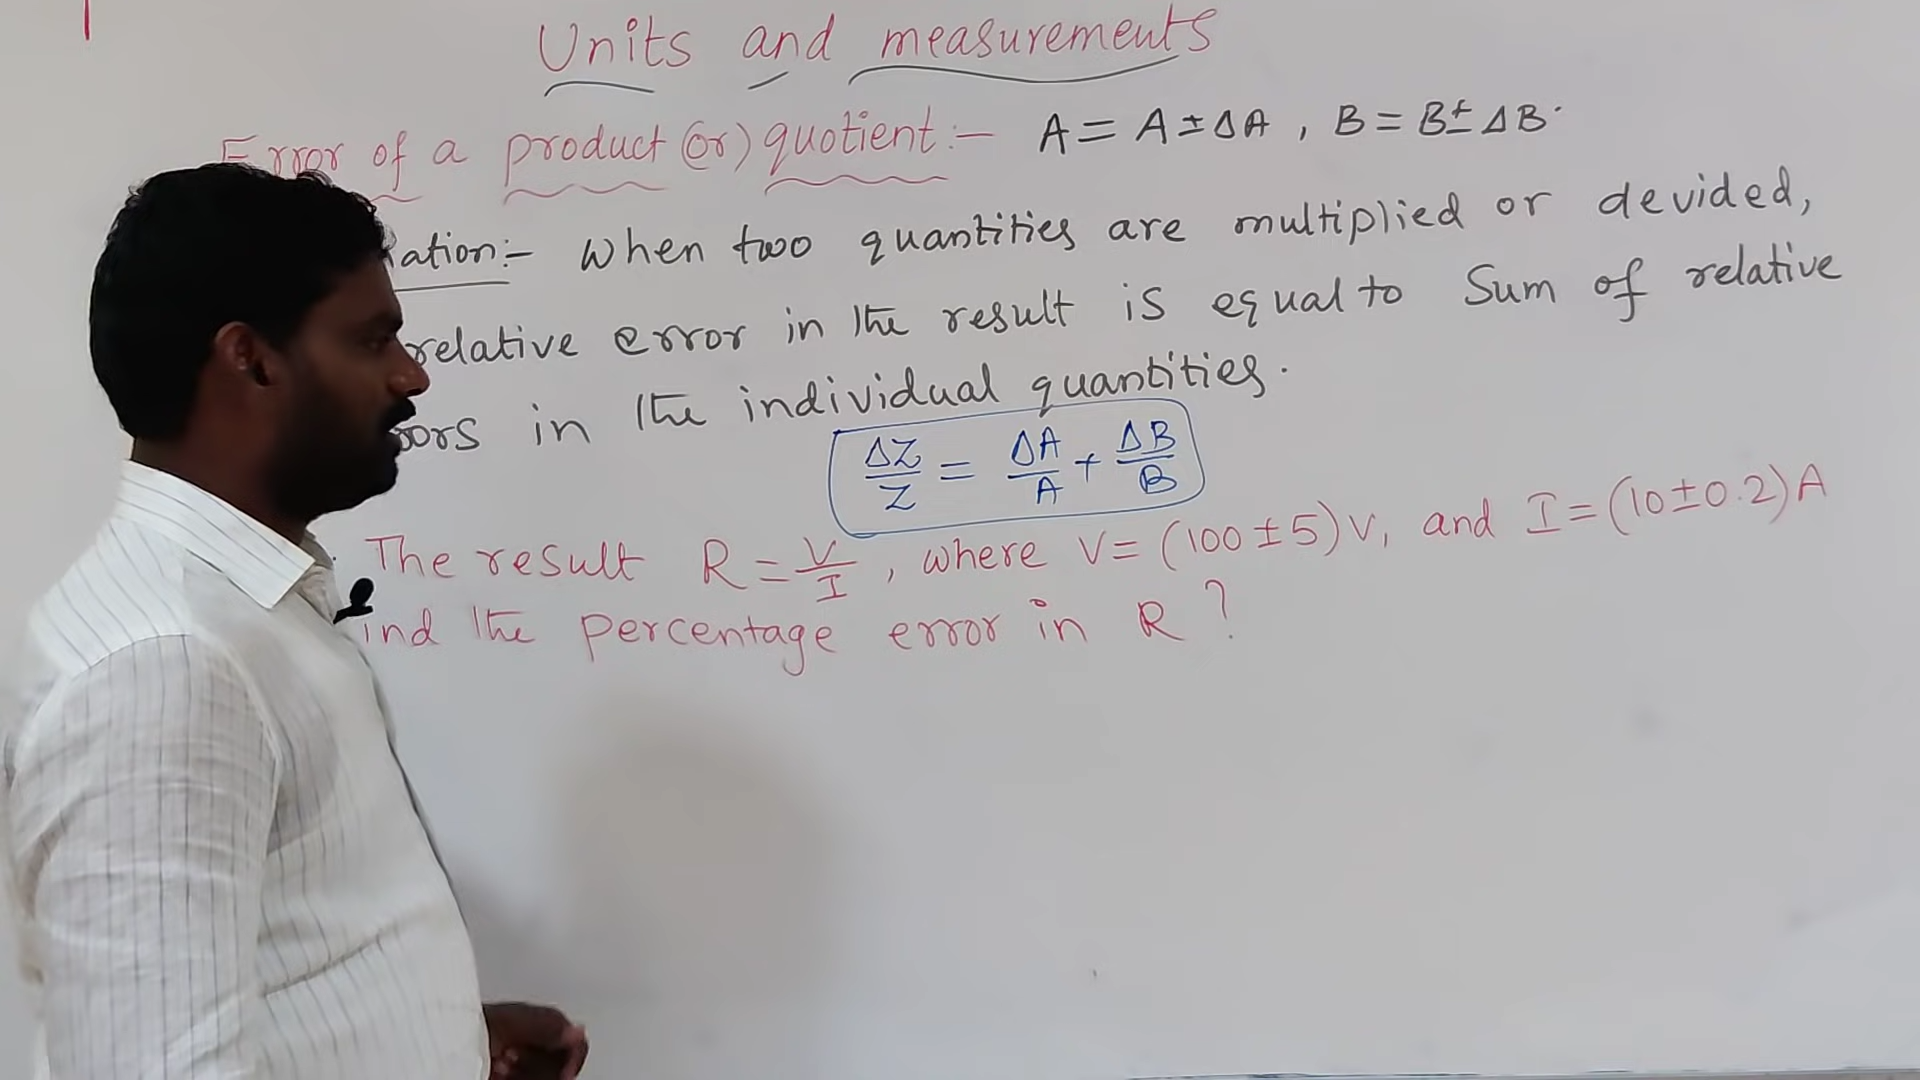 Units and measurements
Error of a product (or) quotient :- A = A ± ΔA , B = B ± ΔB.
ation:- When two quantities are multiplied or devided,
relative error in the result is equal to Sum of relative
rors in the individual quantities.
ΔZ/Z = ΔA/A + ΔB/B
The result R = V/I , where V = (100 ± 5) V, and I = (10 ± 0.2) A
ind the percentage error in R ?